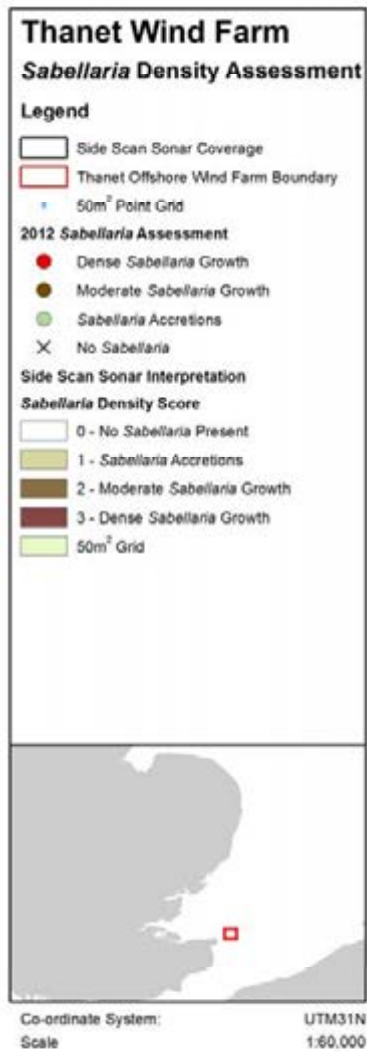 Thanet Wind Farm
Sabellaria Density Assessment
Legend
Side Scan Sonar Coverage
Thanet Offshore Wind Farm Boundary
50m² Point Grid
2012 Sabellaria Assessment
Dense Sabellaria Growth
Moderate Sabellaria Growth
Sabellaria Accretions
No Sabellaria
Side Scan Sonar Interpretation
Sabellaria Density Score
0 - No Sabellaria Present
1 - Sabellaria Accretions
2 - Moderate Sabellaria Growth
3 - Dense Sabellaria Growth
50m² Grid
Co-ordinate System: UTM31N
Scale 1:60,000